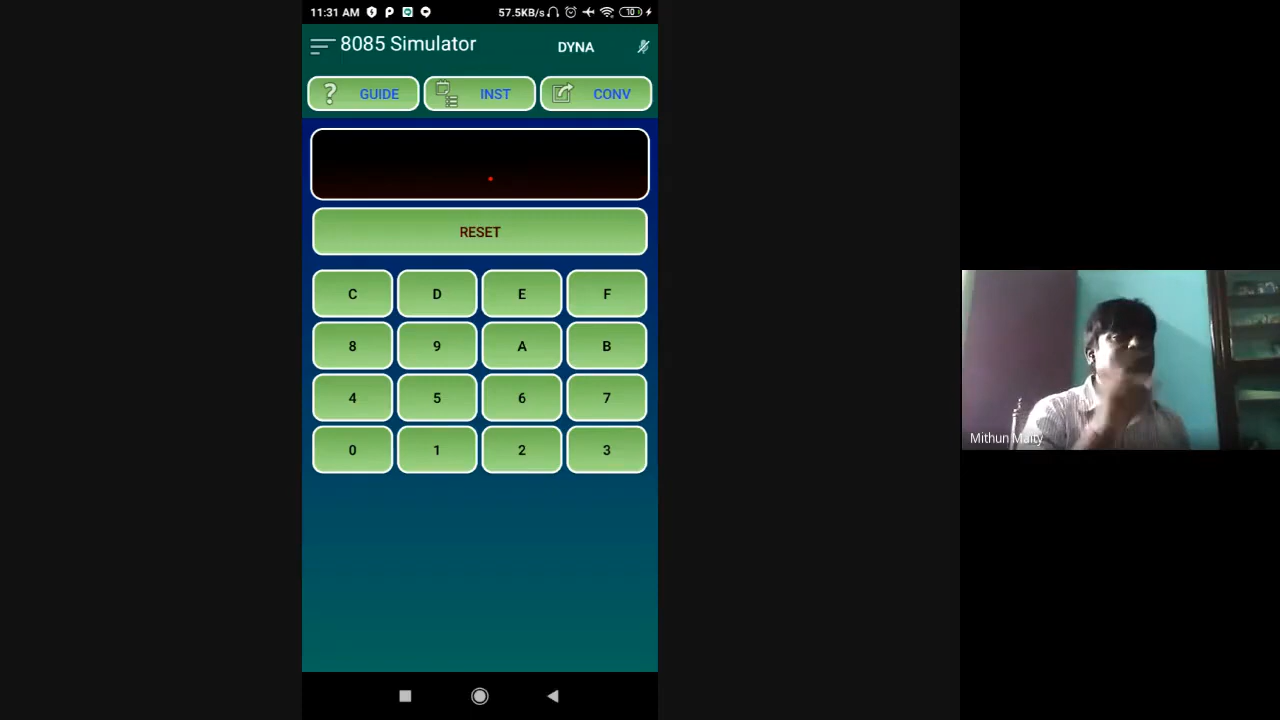 11:31 AM 57.5KB/s 10
8085 Simulator DYNA
? GUIDE INST CONV
.
RESET
C D E F
8 9 A B
4 5 6 7
0 1 2 3
Mithun Maity